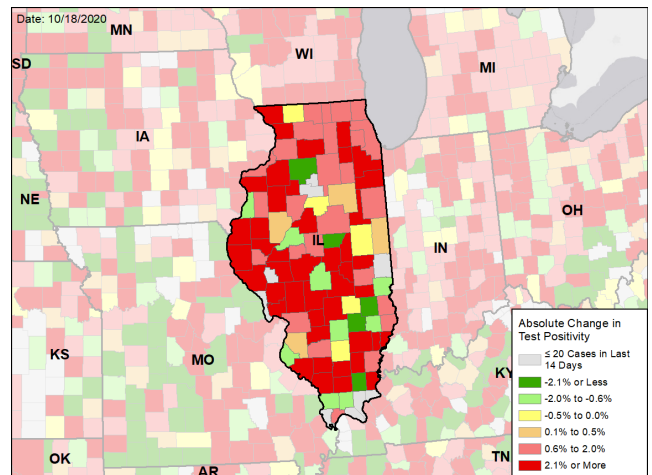 Date: 10/18/2020
MN
SD
WI
MI
IA
NE
OH
IL
IN
KS
MO
KY
OK
AR
TN
Absolute Change in
Test Positivity
≤ 20 Cases in Last
14 Days
-2.1% or Less
-2.0% to -0.6%
-0.5% to 0.0%
0.1% to 0.5%
0.6% to 2.0%
2.1% or More